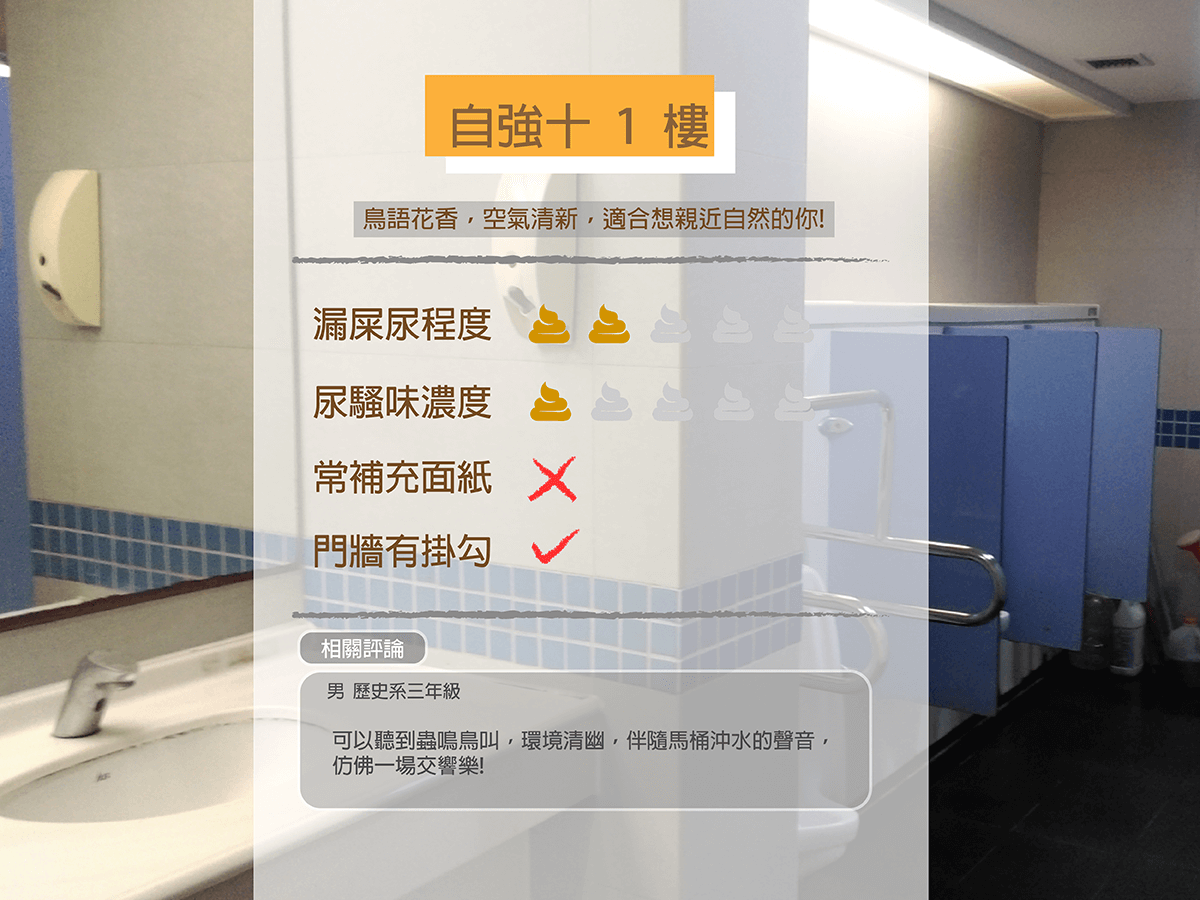 自強十 1 樓
鳥語花香，空氣清新，適合想親近自然的你!
漏屎尿程度
尿騷味濃度
常補充面紙
門牆有掛勾
相關評論
男 歷史系三年級
可以聽到蟲鳴鳥叫，環境清幽，伴隨馬桶沖水的聲音，
仿佛一場交響樂!